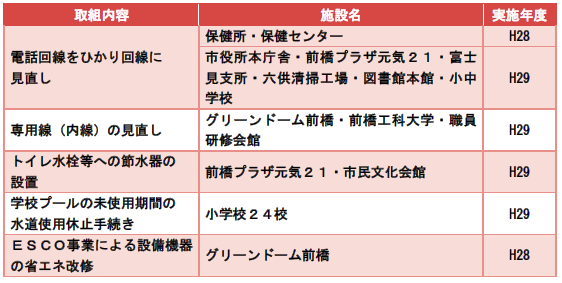 取組内容 施設名 実施年度
電話回線をひかり回線に
見直し
保健所・保健センター H28
市役所本庁舎・前橋プラザ元気２１・富士
見支所・六供清掃工場・図書館本館・小中
学校
H29
専用線（内線）の見直し
グリーンドーム前橋・前橋工科大学・職員
研修会館
H29
トイレ水栓等への節水器の
設置
前橋プラザ元気２１・市民文化会館 H29
学校プールの未使用期間の
水道使用休止手続き
小学校２４校 H29
ＥＳＣＯ事業による設備機器
の省エネ改修
グリーンドーム前橋 H28